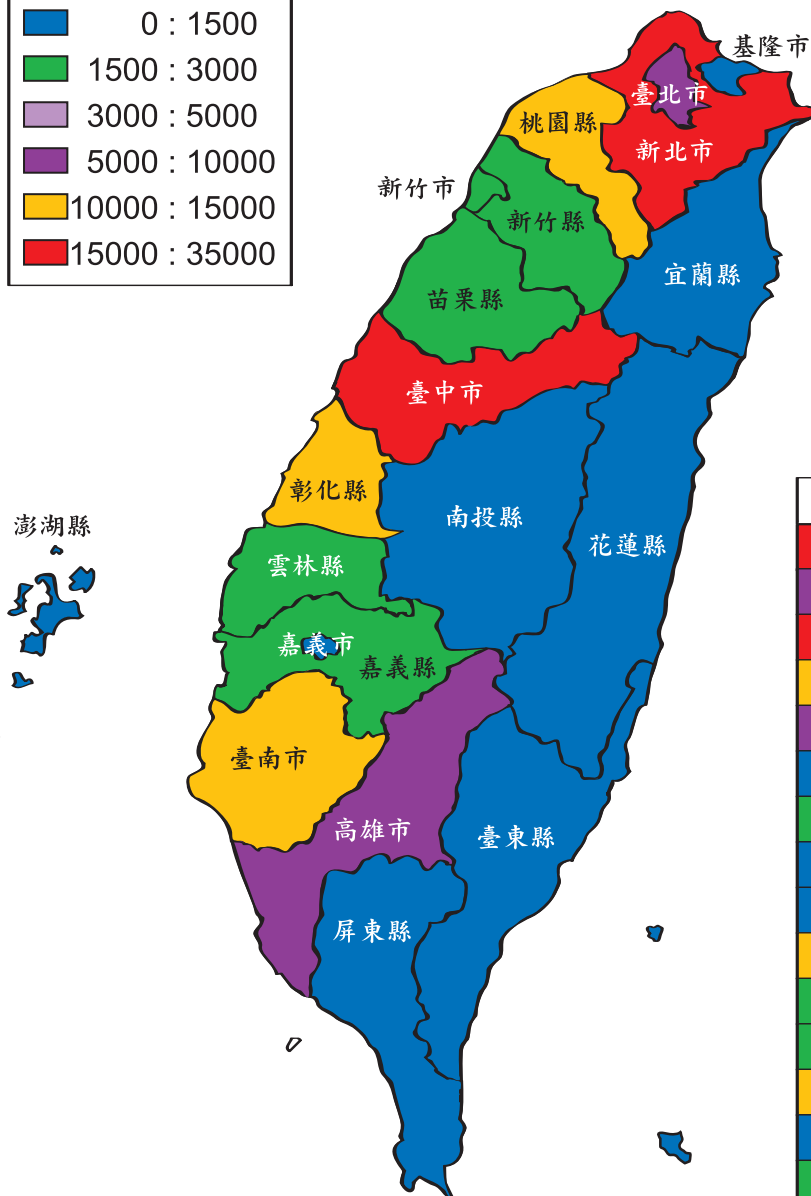 0 : 1500
1500 : 3000
3000 : 5000
5000 : 10000
10000 : 15000
15000 : 35000
基隆市
臺北市
桃園縣
新北市
新竹市
新竹縣
宜蘭縣
苗栗縣
臺中市
彰化縣
南投縣
澎湖縣
花蓮縣
雲林縣
嘉義市
嘉義縣
臺南市
高雄市
臺東縣
屏東縣